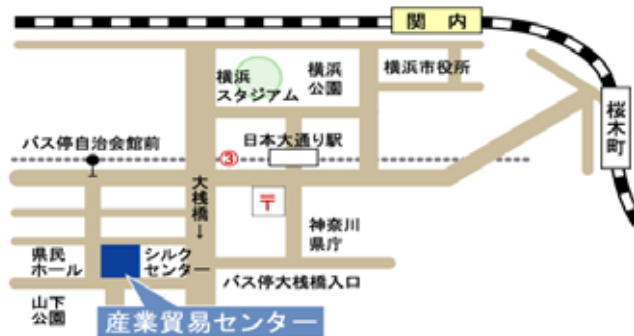 関内
横浜
スタジアム
横浜
公園
横浜市役所
桜木町
バス停自治会館前
③
日本大通り駅
大桟橋→
〒
神奈川
県庁
県民
ホール
シルク
センター
バス停大桟橋入口
山下
公園
産業貿易センター